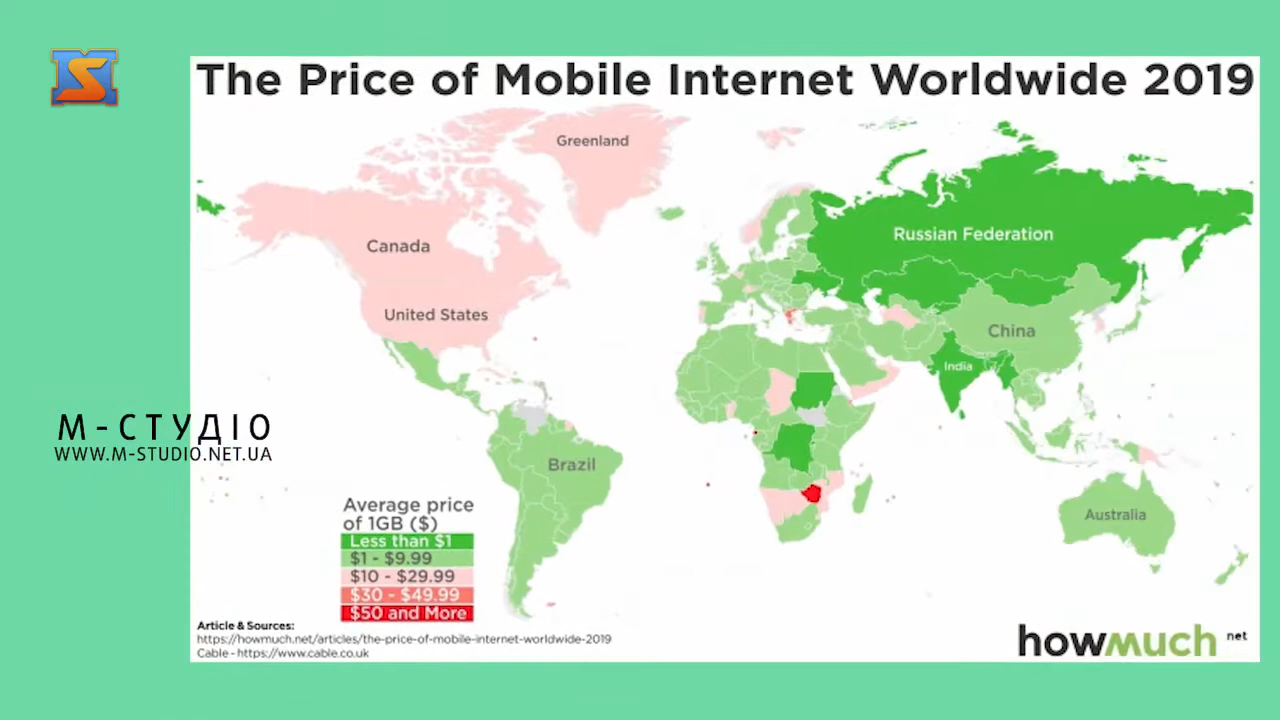 The Price of Mobile Internet Worldwide 2019
Greenland
Canada
Russian Federation
United States
China
India
М-СТУДІО
WWW.M-STUDIO.NET.UA
Brazil
Australia
Average price
of 1GB ($)
Less than $1
$1 - $9.99
$10 - $29.99
$30 - $49.99
$50 and More
Article & Sources:
https://howmuch.net/articles/the-price-of-mobile-internet-worldwide-2019
Cable - https://www.cable.co.uk
howmuch net